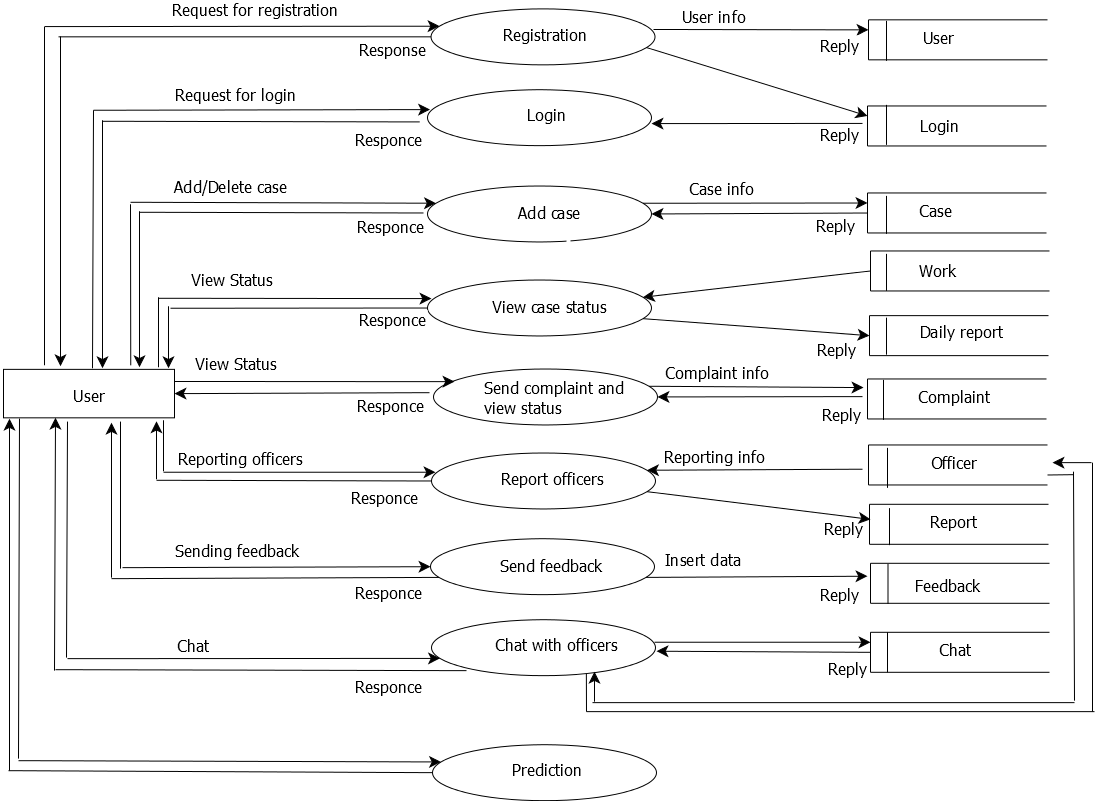 Request for registration
User info
Registration
User
Response
Reply
Request for login
Login
Login
Responce
Reply
Add/Delete case
Case info
Add case
Case
Responce
Reply
View Status
Work
View case status
Responce
Daily report
Reply
View Status
Complaint info
User
Send complaint and
view status
Complaint
Responce
Reply
Reporting officers
Reporting info
Officer
Report officers
Responce
Report
Reply
Sending feedback
Insert data
Send feedback
Feedback
Responce
Reply
Chat
Chat with officers
Chat
Reply
Responce
Prediction